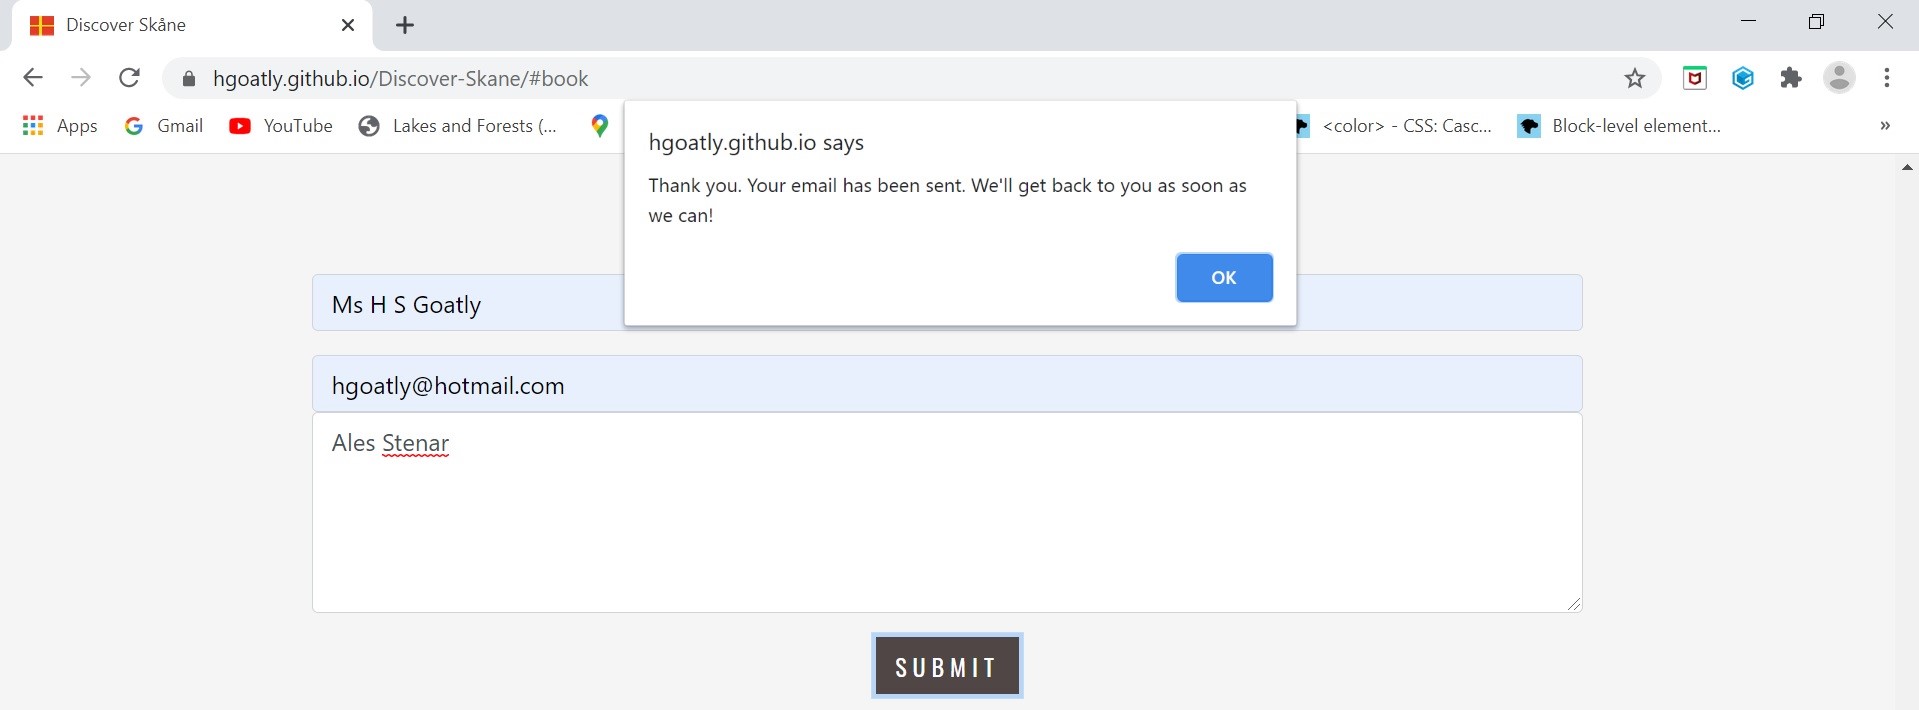 Discover Skåne
hgoatly.github.io/Discover-Skane/#book
Apps Gmail YouTube Lakes and Forests (... <color> - CSS: Casc... Block-level element... »
hgoatly.github.io says
Thank you. Your email has been sent. We'll get back to you as soon as
we can!
OK
Ms H S Goatly
hgoatly@hotmail.com
Ales Stenar
SUBMIT